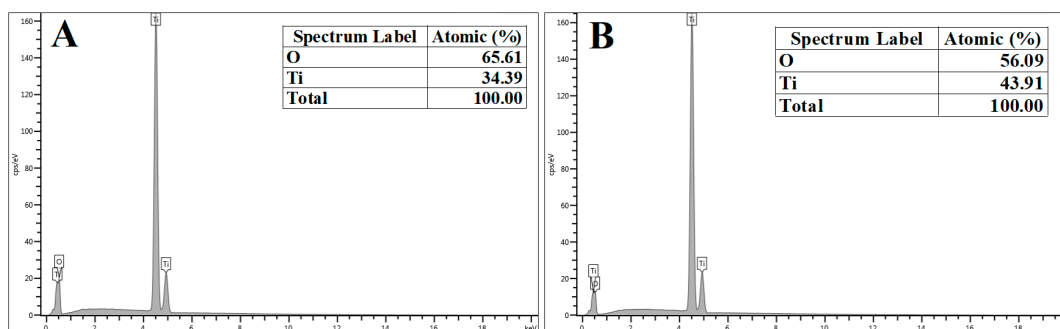 A
Spectrum Label Atomic (%)
O 65.61
Ti 34.39
Total 100.00
Ti
O
Ti
Ti
cps/eV
160
140
120
100
80
60
40
20
0
0 2 4 6 8 10 12 14 16 18 keV
B
Spectrum Label Atomic (%)
O 56.09
Ti 43.91
Total 100.00
Ti
Ti
O
Ti
cps/eV
160
140
120
100
80
60
40
20
0
0 2 4 6 8 10 12 14 16 18